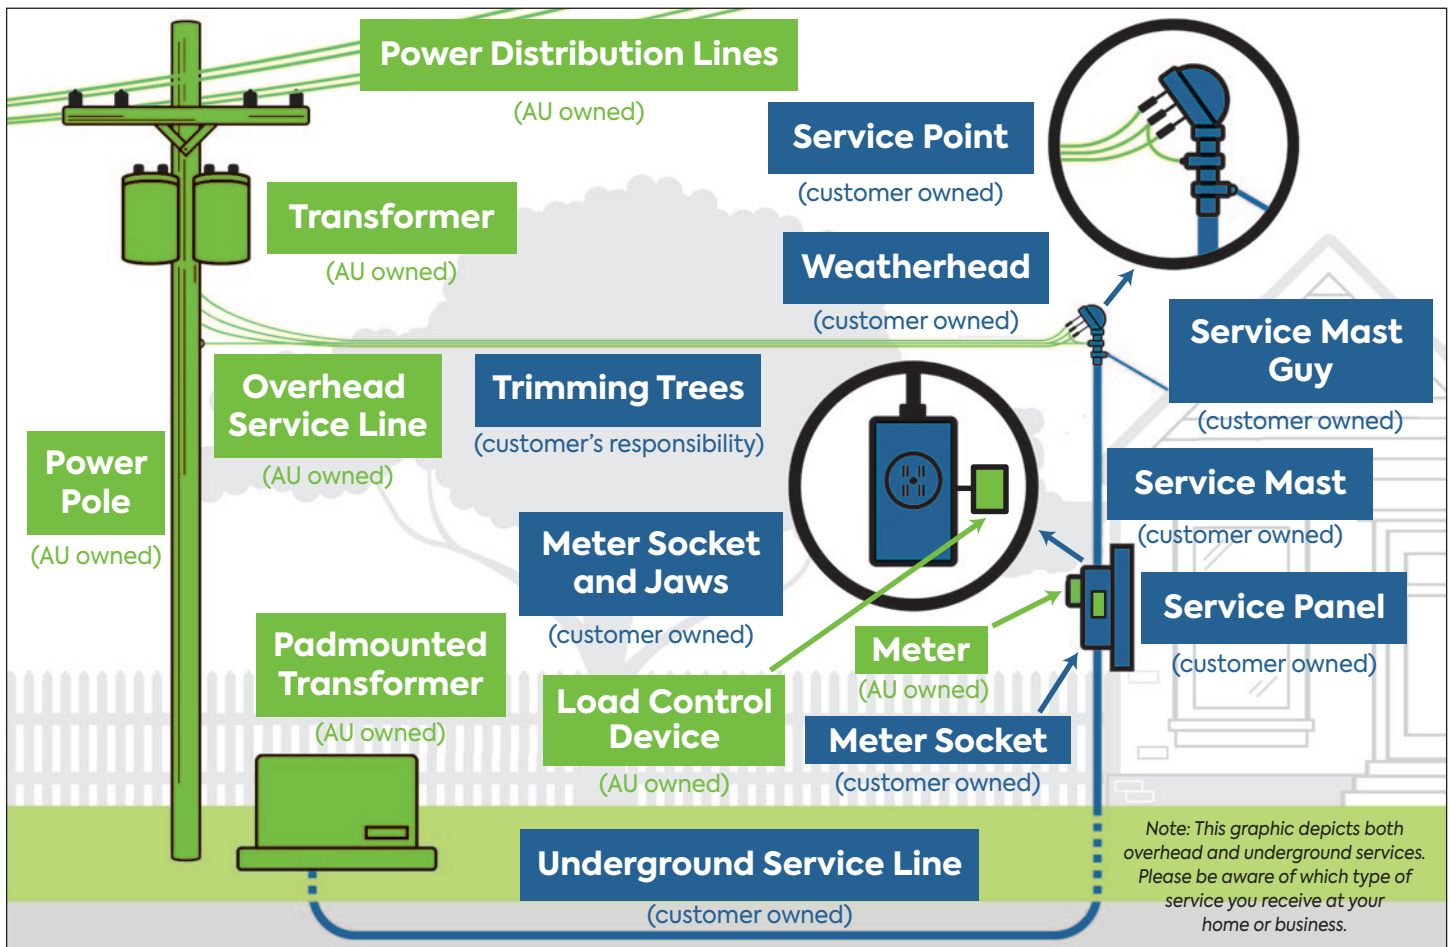 Power Distribution Lines
(AU owned)
Service Point
(customer owned)
Transformer
(AU owned)
Weatherhead
(customer owned)
Service Mast
Guy
(customer owned)
Overhead
Service Line
(AU owned)
Trimming Trees
(customer’s responsibility)
Power
Pole
(AU owned)
Service Mast
(customer owned)
Meter Socket
and Jaws
(customer owned)
Service Panel
(customer owned)
Padmounted
Transformer
(AU owned)
Meter
(AU owned)
Load Control
Device
(AU owned)
Meter Socket
(customer owned)
Underground Service Line
(customer owned)
Note: This graphic depicts both
overhead and underground services.
Please be aware of which type of
service you receive at your
home or business.